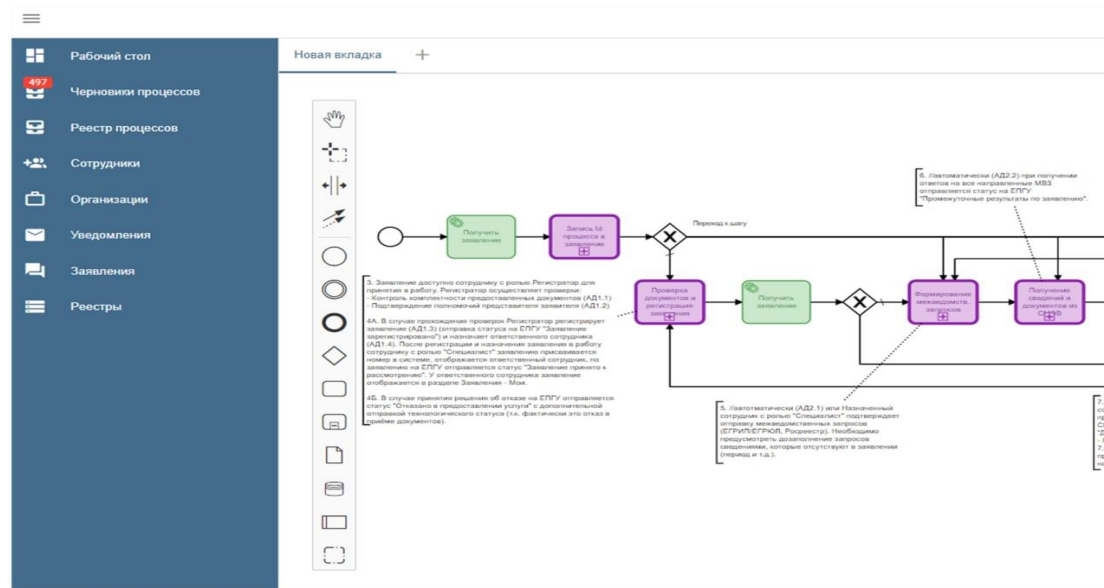 Рабочий стол
497
Черновики процессов
Реестр процессов
Сотрудники
Организации
Уведомления
Заявления
Реестры
Новая вкладка
Получить
заявление
Запись Id
процесса в
заявление
Переход к шагу
6. //автоматически (АД2.2) при получении
ответов на все направленные МВЗ
отправляется статус на ЕПГУ
"Промежуточные результаты по заявлению".
3. Заявление доступно сотруднику с ролью Регистратор для
принятия в работу. Регистратор осуществляет проверки:
- Контроль комплектности предоставленных документов (АД1.1)
- Подтверждение полномочий представителя заявителя (АД1.2)
4А. В случае прохождения проверок Регистратор регистрирует
заявление (АД1.3) (отправка статуса на ЕПГУ "Заявление
зарегистрировано") и назначает ответственного сотрудника
(АД1.4). После регистрации и назначения заявления в работу
сотруднику с ролью "Специалист" заявлению присваивается
номер в системе, отображается ответственный сотрудник, по
заявлению на ЕПГУ отправляется статус "Заявление принято к
рассмотрению". У ответственного сотрудника заявление
отображается в разделе Заявления - Мои.
4Б. В случае принятия решения об отказе на ЕПГУ отправляется
статус "Отказано в предоставлении услуги" с дополнительной
отправкой технологического статуса (т.к. фактически это отказ в
приёме документов).
Проверка
документов и
регистрация
заявления
Получить
заявление
Формирование
межведомств.
запросов
Получение
сведений и
документов из
СМЭВ
5. //автотматически (АД2.1) или Назначенный
сотрудник с ролью "Специалист" подтверждает
отправку межведомственных запросов
(ЕГРИП/ЕГРЮЛ, Росреестр). Необходимо
предусмотреть дозаполнение запросов
сведениями, которые отсутствуют в заявлении
(период и т.д.).